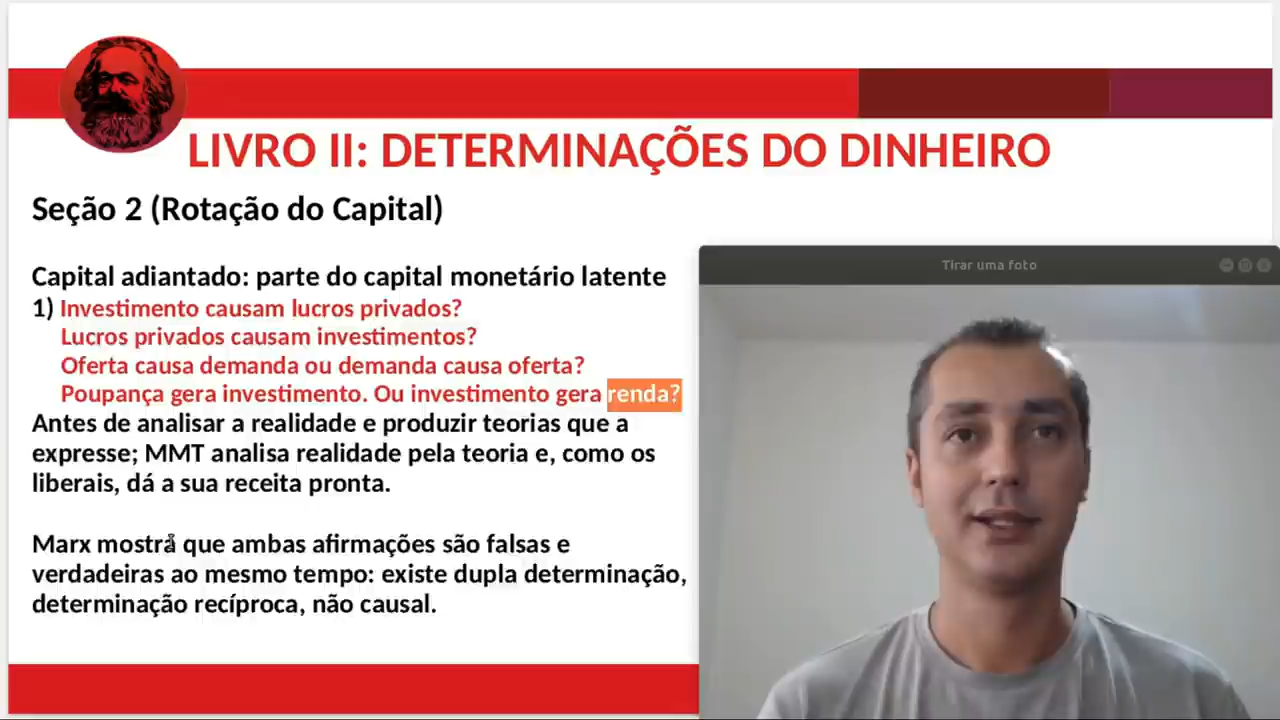 LIVRO II: DETERMINAÇÕES DO DINHEIRO
Seção 2 (Rotação do Capital)
Capital adiantado: parte do capital monetário latente
1) Investimento causam lucros privados?
Lucros privados causam investimentos?
Oferta causa demanda ou demanda causa oferta?
Poupança gera investimento. Ou investimento gera renda?
Antes de analisar a realidade e produzir teorias que a
expresse; MMT analisa realidade pela teoria e, como os
liberais, dá a sua receita pronta.
Marx mostra que ambas afirmações são falsas e
verdadeiras ao mesmo tempo: existe dupla determinação,
determinação recíproca, não causal.
Tirar uma foto